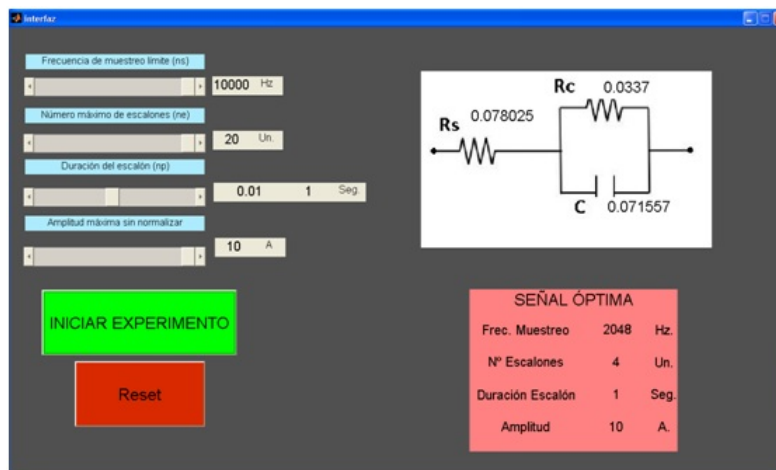 interfaz
Frecuencia de muestreo límite (ns)
10000 Hz
Número máximo de escalones (ne)
20 Un.
Duración del escalón (np)
0.01 1 Seg.
Amplitud máxima sin normalizar
10 A
INICIAR EXPERIMENTO
Reset
Rc 0.0337
Rs 0.078025
C 0.071557
SEÑAL ÓPTIMA
Frec. Muestreo 2048 Hz.
Nº Escalones 4 Un.
Duración Escalón 1 Seg.
Amplitud 10 A.